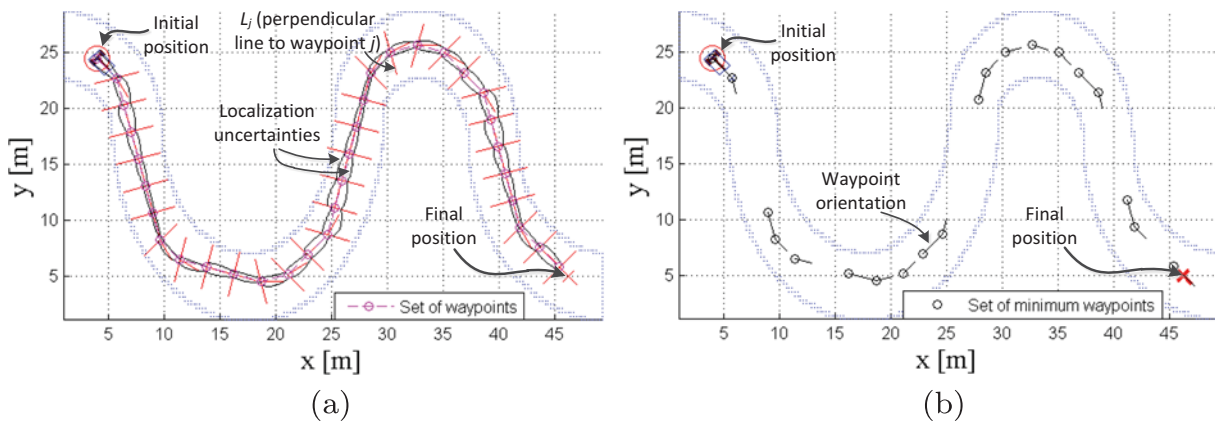 Initial
position
L_j (perpendicular
line to waypoint j)
Localization
uncertainties
Final
position
Set of waypoints
25
20
15
10
5
y [m]
5 10 15 20 25 30 35 40 45
x [m]
(a)
Initial
position
Waypoint
orientation
Final
position
Set of minimum waypoints
25
20
15
10
5
y [m]
5 10 15 20 25 30 35 40 45
x [m]
(b)